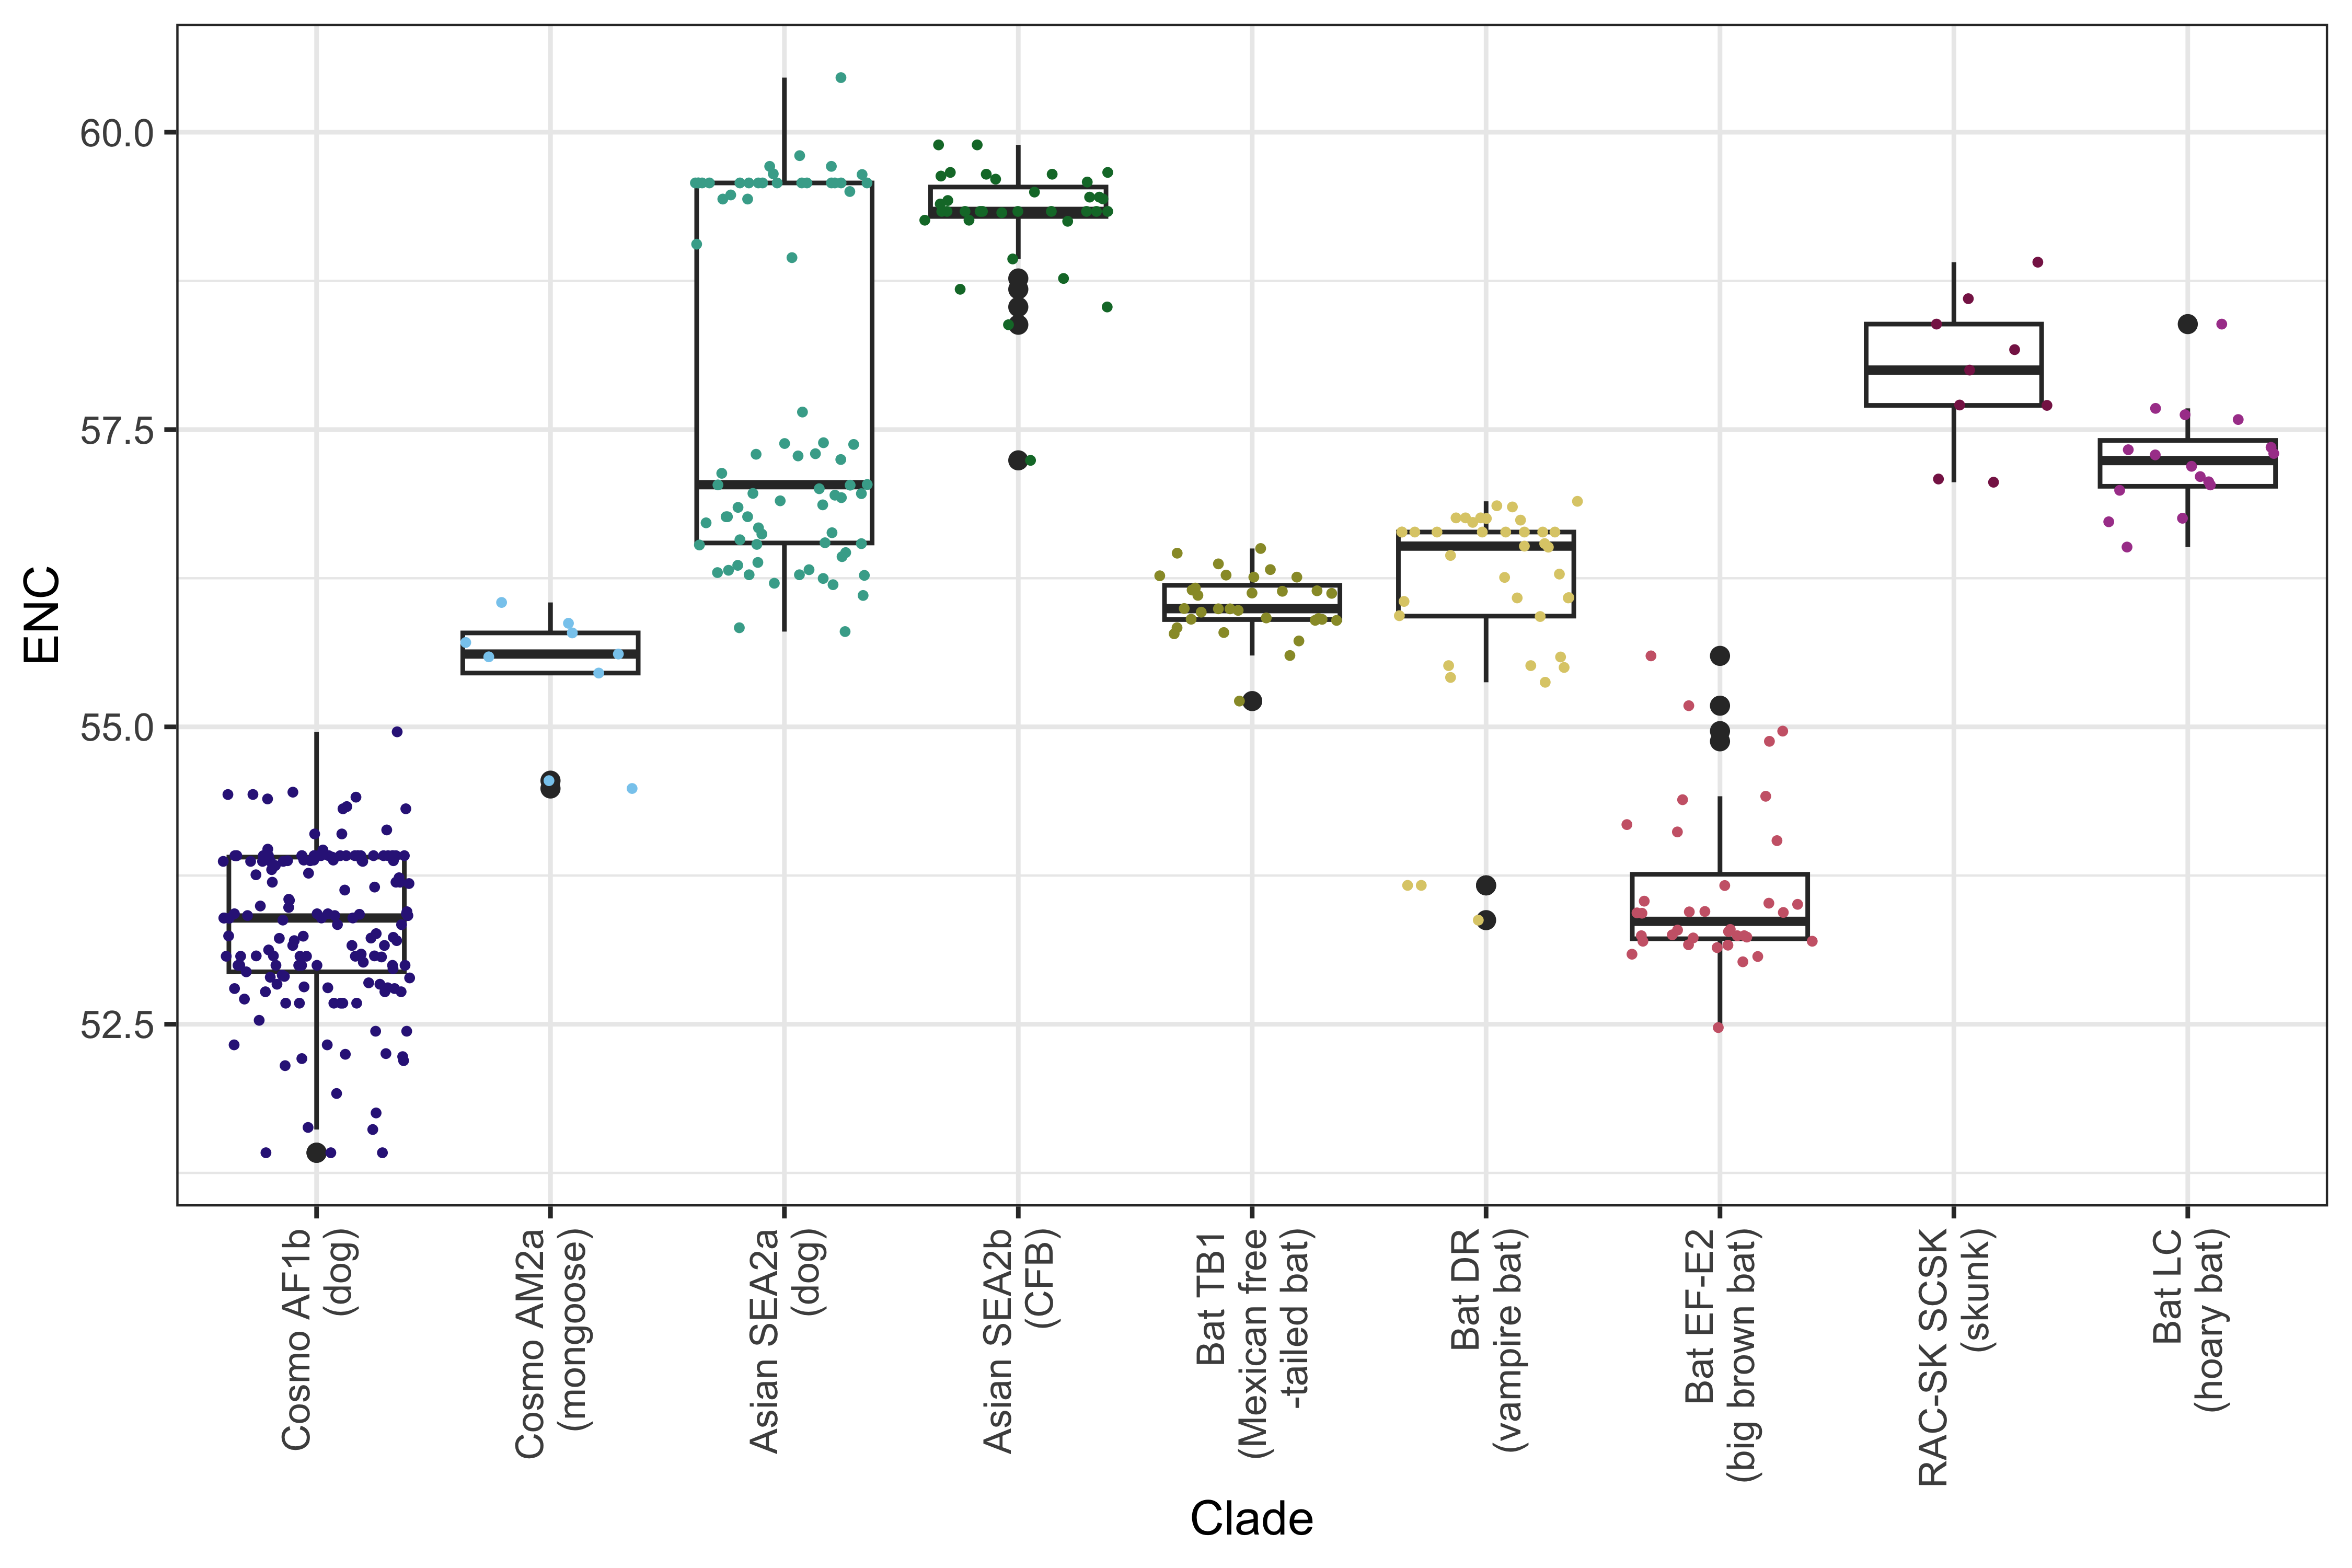 ENC
60.0
57.5
55.0
52.5
Cosmo AF1b
(dog)
Cosmo AM2a
(mongoose)
Asian SEA2a
(dog)
Asian SEA2b
(CFB)
Bat TB1
(Mexican free
-tailed bat)
Bat DR
(vampire bat)
Bat EF-E2
(big brown bat)
RAC-SK SCSK
(skunk)
Bat LC
(hoary bat)
Clade